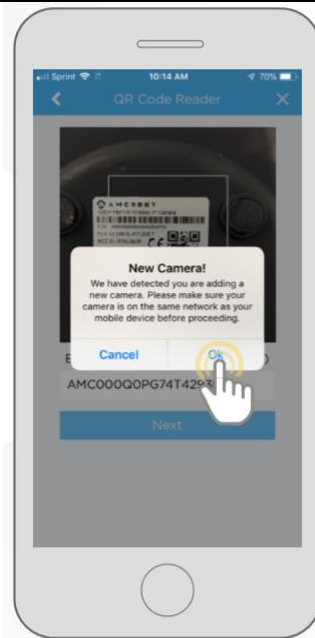 Sprint
10:14 AM
70%
QR Code Reader
AMCREST
New Camera!
We have detected you are adding a
new camera. Please make sure your
camera is on the same network as your
mobile device before proceeding.
Cancel
Ok
Next